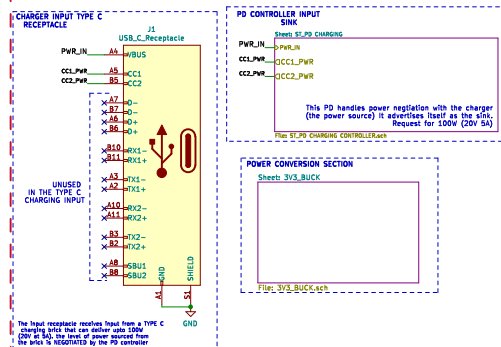 CHARGER INPUT TYPE C
RECEPTACLE
J1
USB_C_Receptacle
PWR_IN
A4
VBUS
CC1_PWR
A5
CC1
CC2_PWR
B5
CC2
A7
D-
B7
D-
A6
D+
B6
D+
B10
RX1-
B11
RX1+
A3
TX1-
A2
TX1+
A10
RX2-
A11
RX2+
B3
TX2-
B2
TX2+
A8
SBU1
B8
SBU2
UNUSED
IN THE TYPE C
CHARGING INPUT
GND
SHIELD
A1
S1
GND
The input receptacle receives input from a TYPE C
charging brick that can deliver upto 100W
(20V at 5A), the level of power sourced from
the brick is NEGOTIATED by the PD controller
PD CONTROLLER INPUT
SINK
Sheet: ST_PD CHARGING
PWR_IN
PWR_IN
CC1_PWR
CC1_PWR
CC2_PWR
CC2_PWR
This PD handles power negtiation with the charger
(the power source) it advertises itself as the sink.
Request for 100W (20V 5A)
File: ST_PD CHARGING CONTROLLER.sch
POWER CONVERSION SECTION
Sheet: 3V3_BUCK
File: 3V3_BUCK.sch